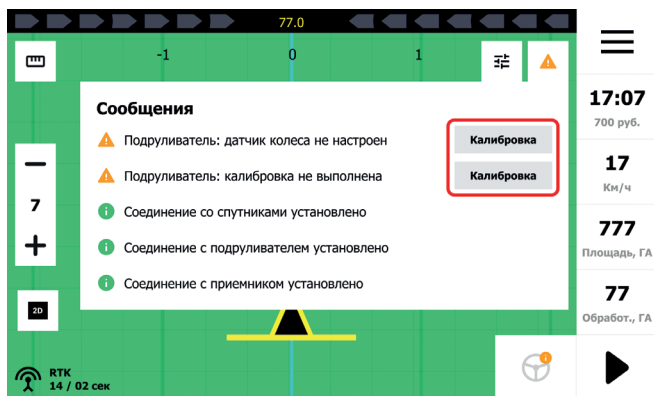 77.0
-1 0 1
Сообщения
Подруливатель: датчик колеса не настроен Калибровка
Подруливатель: калибровка не выполнена Калибровка
Соединение со спутниками установлено
Соединение с подруливателем установлено
Соединение с приемником установлено
7
2D
RTK
14 / 02 сек
17:07
700 руб.
17
Км/ч
777
Площадь, ГА
77
Обработ., ГА